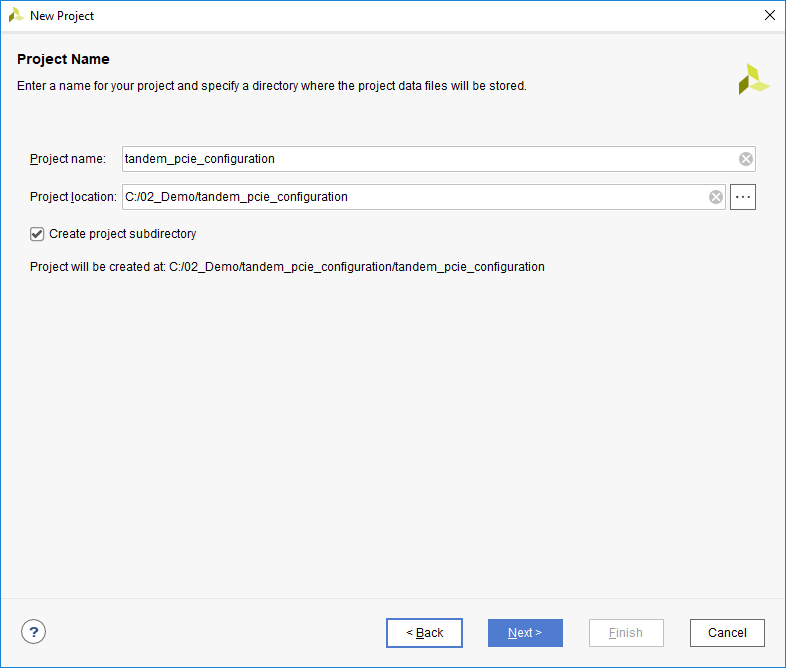 New Project
Project Name
Enter a name for your project and specify a directory where the project data files will be stored.
Project name: tandem_pcie_configuration
Project location: C:/02_Demo/tandem_pcie_configuration ...
Create project subdirectory
Project will be created at: C:/02_Demo/tandem_pcie_configuration/tandem_pcie_configuration
? < Back Next > Finish Cancel